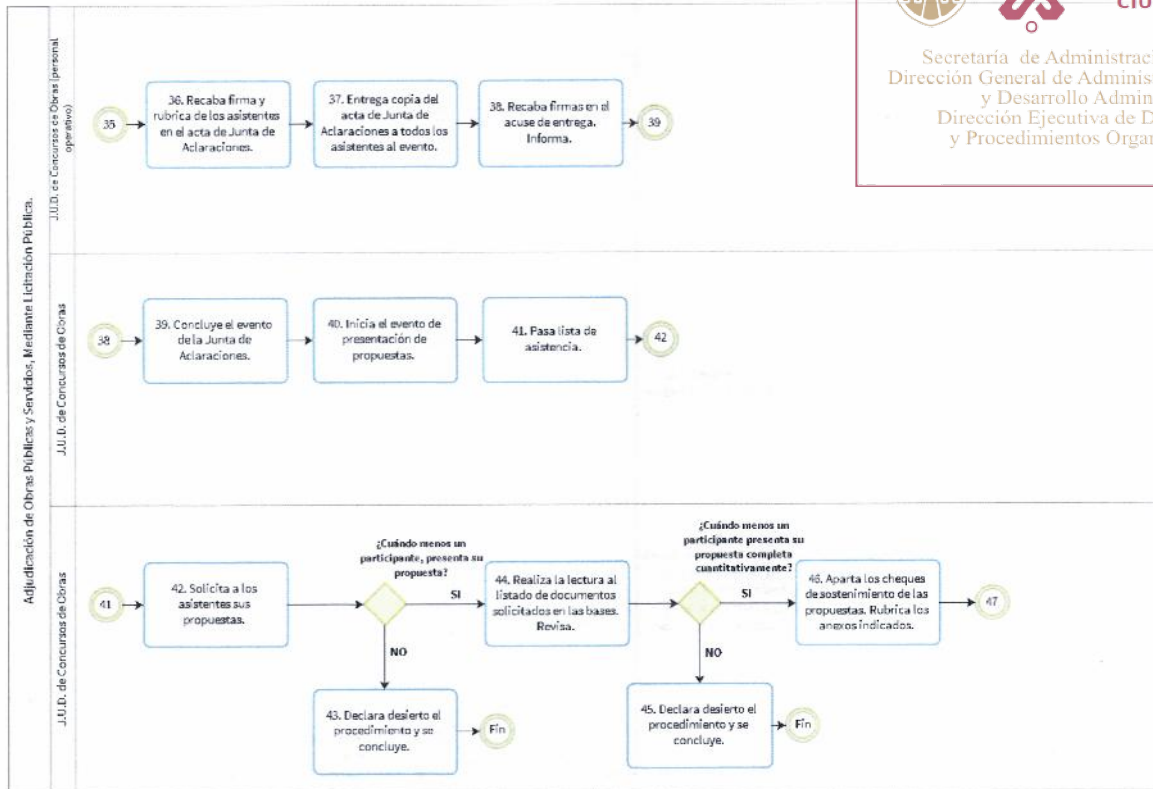 CIU
Secretaría de Administraci
Dirección General de Administ
y Desarrollo Admin
Dirección Ejecutiva de D
y Procedimientos Organ
Adjudicación de Obras Públicas y Servicios, Mediante Licitación Pública.
J.U.D. de Concursos de Obras (personal
operativo)
35
36. Recaba firma y
rubrica de los asistentes
en el acta de Junta de
Aclaraciones.
37. Entrega copia del
acta de Junta de
Aclaraciones a todos los
asistentes al evento.
38. Recaba firmas en el
acuse de entrega.
Informa.
39
J.U.D. de Concursos de Obras
38
39. Concluye el evento
de la Junta de
Aclaraciones.
40. Inicia el evento de
presentación de
propuestas.
41. Pasa lista de
asistencia.
42
J.U.D. de Concursos de Obras
41
42. Solicita a los
asistentes sus
propuestas.
¿Cuándo menos un
participante, presenta su
propuesta?
SI
NO
43. Declara desierto el
procedimiento y se
concluye.
Fin
44. Realiza la lectura al
listado de documentos
solicitados en las bases.
Revisa.
¿Cuándo menos un
participante presenta su
propuesta completa
cuantitativamente?
SI
NO
45. Declara desierto el
procedimiento y se
concluye.
Fin
46. Aparta los cheques
de sostenimiento de las
propuestas. Rubrica los
anexos indicados.
47